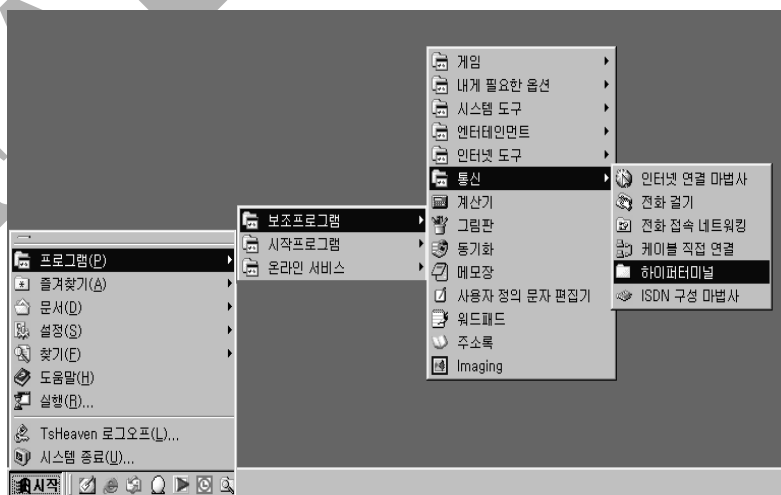 게임
내게 필요한 옵션
시스템 도구
엔터테인먼트
인터넷 도구
통신
계산기
그림판
동기화
메모장
사용자 정의 문자 편집기
워드패드
주소록
Imaging
인터넷 연결 마법사
전화 걸기
전화 접속 네트워킹
케이블 직접 연결
하이퍼터미널
ISDN 구성 마법사
보조프로그램
시작프로그램
온라인 서비스
프로그램(P)
즐겨찾기(A)
문서(D)
설정(S)
찾기(F)
도움말(H)
실행(R)...
TsHeaven 로그오프(L)...
시스템 종료(U)...
시작